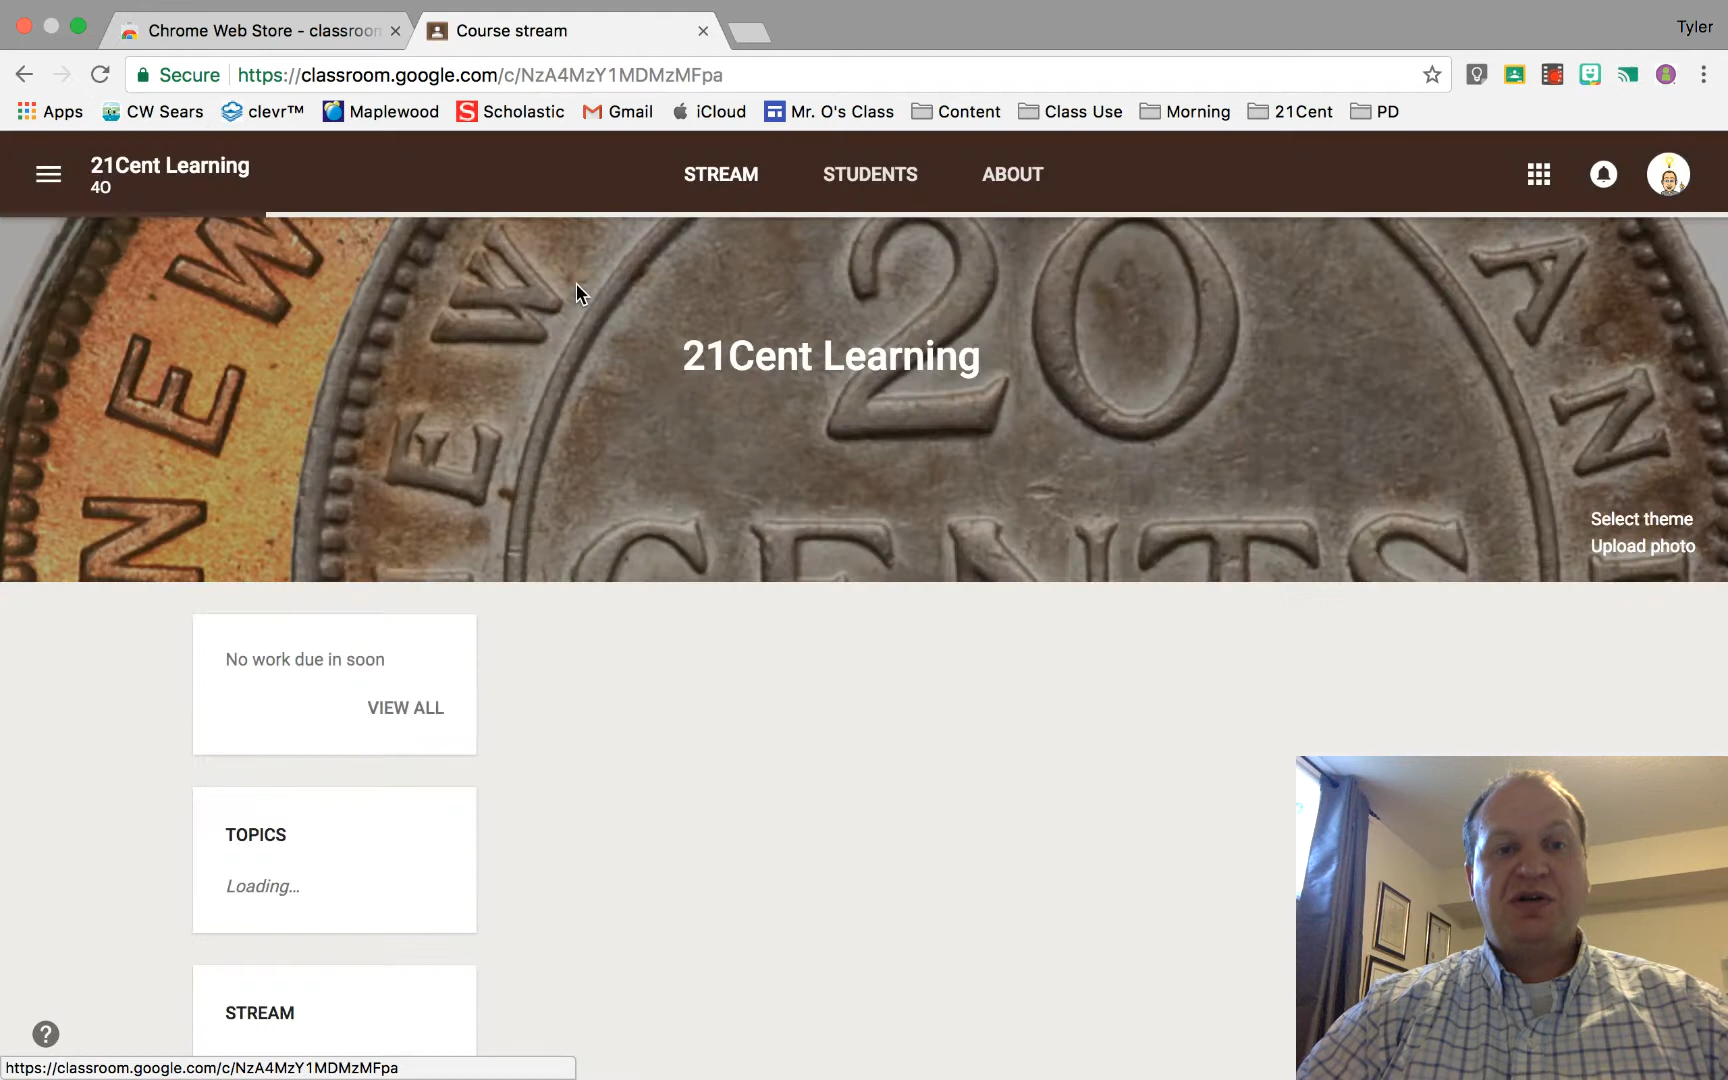 Tyler
Chrome Web Store - classroom
Course stream
Secure
https://classroom.google.com/c/NzA4MzY1MDMzMFpa
Apps
CW Sears
clevr™
Maplewood
S Scholastic
Gmail
iCloud
Mr. O's Class
Content
Class Use
Morning
21Cent
PD
21Cent Learning
4O
STREAM
STUDENTS
ABOUT
NEW
NEW
20
CENTS
AN
21Cent Learning
Select theme
Upload photo
No work due in soon
VIEW ALL
TOPICS
Loading...
STREAM
?
https://classroom.google.com/c/NzA4MzY1MDMzMFpa